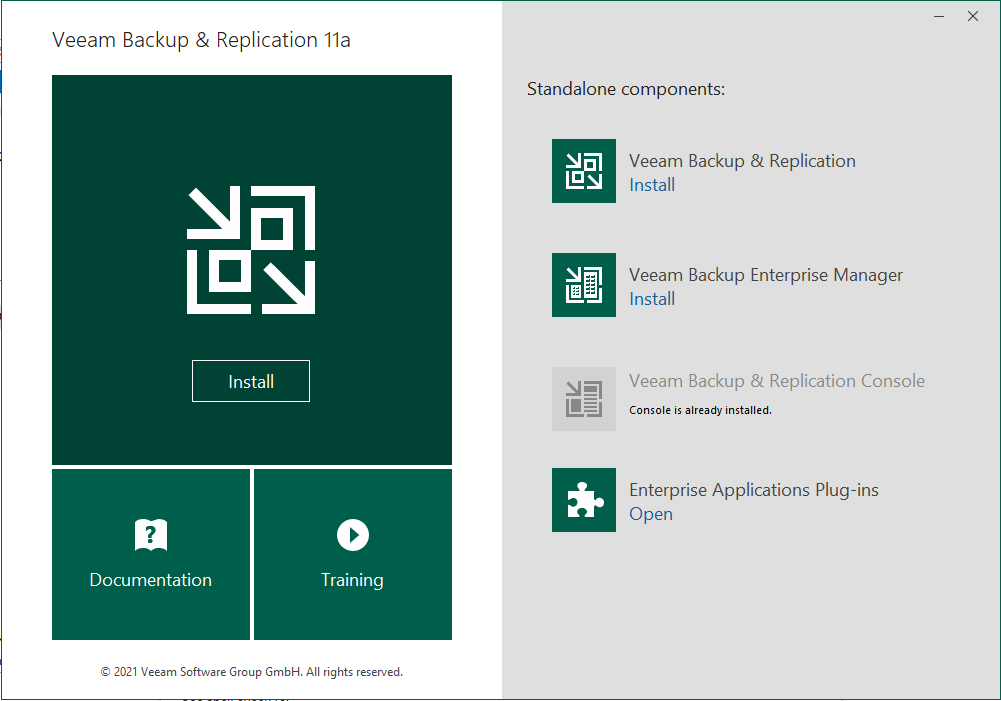 Veeam Backup & Replication 11a
Install
?
Documentation
Training
© 2021 Veeam Software Group GmbH. All rights reserved.
Standalone components:
Veeam Backup & Replication
Install
Veeam Backup Enterprise Manager
Install
Veeam Backup & Replication Console
Console is already installed.
Enterprise Applications Plug-ins
Open